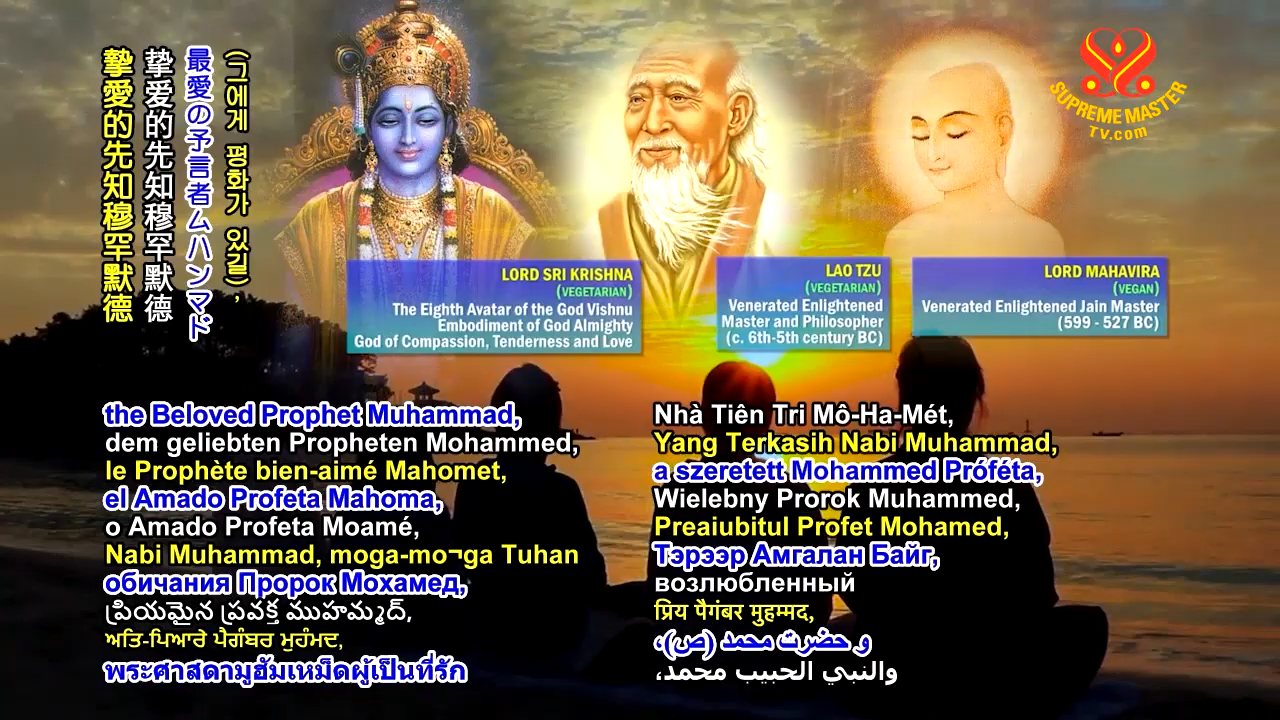 (그에게 평화가 있길),
最愛の予言者ムハンマド
挚爱的先知穆罕默德
摯愛的先知穆罕默德
SUPREME MASTER
TV.com
LORD SRI KRISHNA
(VEGETARIAN)
The Eighth Avatar of the God Vishnu
Embodiment of God Almighty
God of Compassion, Tenderness and Love
LAO TZU
(VEGETARIAN)
Venerated Enlightened
Master and Philosopher
(c. 6th-5th century BC)
LORD MAHAVIRA
(VEGAN)
Venerated Enlightened Jain Master
(599 - 527 BC)
the Beloved Prophet Muhammad,
dem geliebten Propheten Mohammed,
le Prophète bien-aimé Mahomet,
el Amado Profeta Mahoma,
o Amado Profeta Moamé,
Nabi Muhammad, moga-mo¬ga Tuhan
обичания Пророк Мохамед,
ప్రియమైన ప్రవక్త ముహమ్మద్,
ਅਤਿ-ਪਿਆਰੇ ਪੈਗੰਬਰ ਮੁਹੰਮਦ,
พระศาสดามูฮัมเหม็ดผู้เป็นที่รัก
Nhà Tiên Tri Mô-Ha-Mét,
Yang Terkasih Nabi Muhammad,
a szeretett Mohammed Próféta,
Wielebny Prorok Muhammed,
Preaiubitul Profet Mohamed,
Тэрээр Амгалан Байг,
возлюбленный
प्रिय पैगंबर मुहम्मद,
و حضرت محمد (ص)،
والنبي الحبيب محمد،